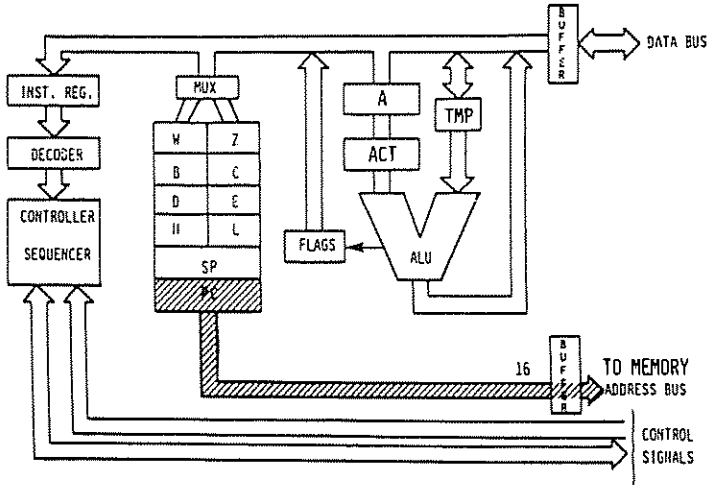 BUFFER
DATA BUS
INST. REG.
MUX
A
TMP
W Z
DECODER
ACT
B C
D E
CONTROLLER
SEQUENCER
H L
FLAGS
ALU
SP
PC
16
BUFFER
TO MEMORY
ADDRESS BUS
CONTROL
SIGNALS